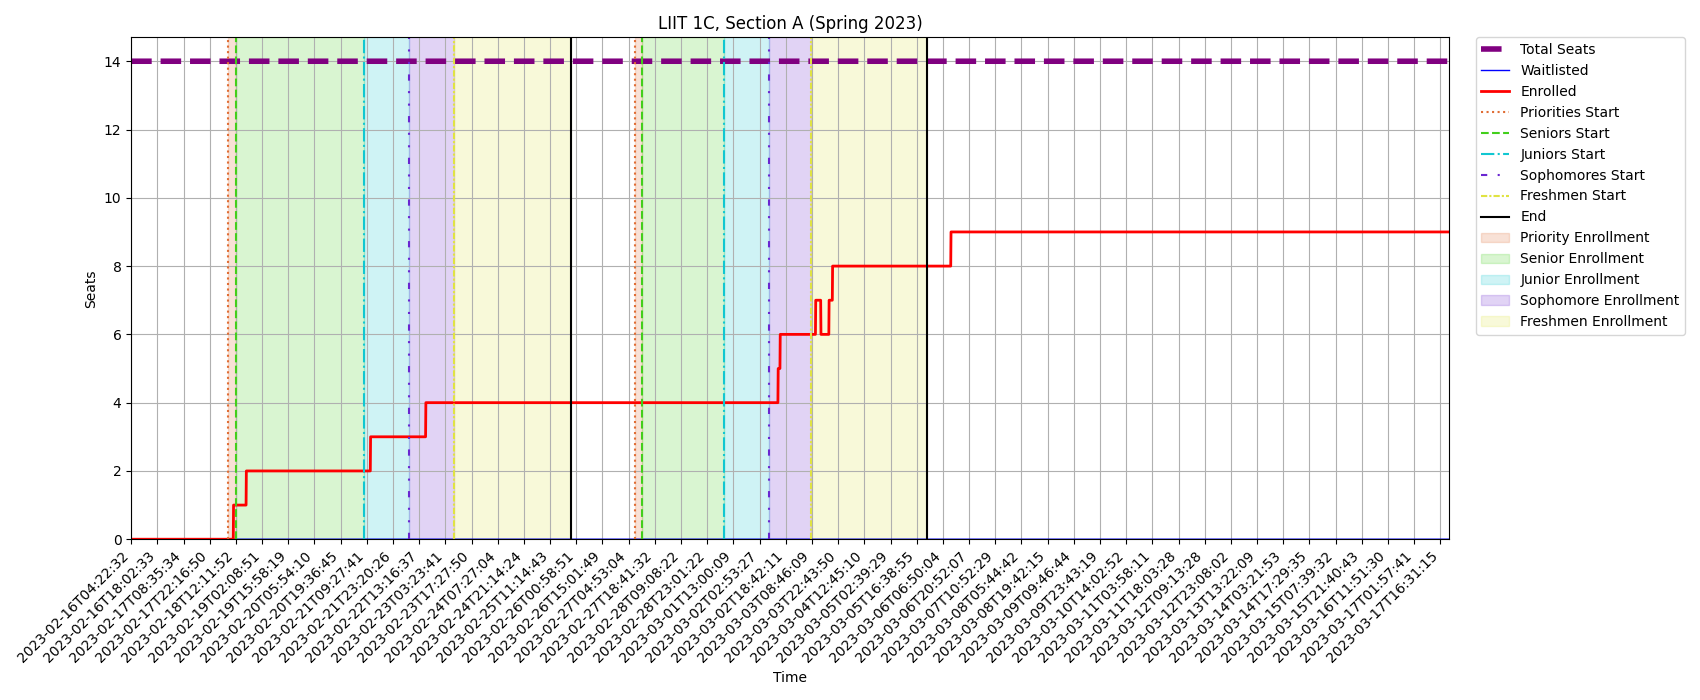 LIIT 1C, Section A (Spring 2023)
Seats
14
12
10
8
6
4
2
0
2023-02-16T04:22:32
2023-02-16T18:02:33
2023-02-17T08:35:34
2023-02-17T22:16:50
2023-02-18T12:11:52
2023-02-19T02:08:51
2023-02-19T15:58:19
2023-02-20T05:54:10
2023-02-20T19:36:45
2023-02-21T09:27:41
2023-02-21T23:20:26
2023-02-22T13:16:37
2023-02-23T03:23:41
2023-02-23T17:27:50
2023-02-24T07:27:04
2023-02-24T21:14:24
2023-02-25T11:14:43
2023-02-26T00:58:51
2023-02-26T15:01:49
2023-02-27T04:53:04
2023-02-27T18:41:32
2023-02-28T09:08:22
2023-02-28T23:01:22
2023-03-01T13:00:09
2023-03-02T02:53:27
2023-03-02T18:42:11
2023-03-03T08:46:09
2023-03-03T22:43:50
2023-03-04T12:45:10
2023-03-05T02:39:29
2023-03-05T16:38:55
2023-03-06T06:50:04
2023-03-06T20:52:07
2023-03-07T10:52:29
2023-03-08T05:44:42
2023-03-08T19:42:15
2023-03-09T09:46:44
2023-03-09T23:43:19
2023-03-10T14:02:52
2023-03-11T03:58:11
2023-03-11T18:03:28
2023-03-12T09:13:28
2023-03-12T23:08:02
2023-03-13T13:22:09
2023-03-14T03:21:53
2023-03-14T17:29:35
2023-03-15T07:39:32
2023-03-15T21:40:43
2023-03-16T11:51:30
2023-03-17T01:57:41
2023-03-17T16:31:15
Time
Total Seats
Waitlisted
Enrolled
Priorities Start
Seniors Start
Juniors Start
Sophomores Start
Freshmen Start
End
Priority Enrollment
Senior Enrollment
Junior Enrollment
Sophomore Enrollment
Freshmen Enrollment